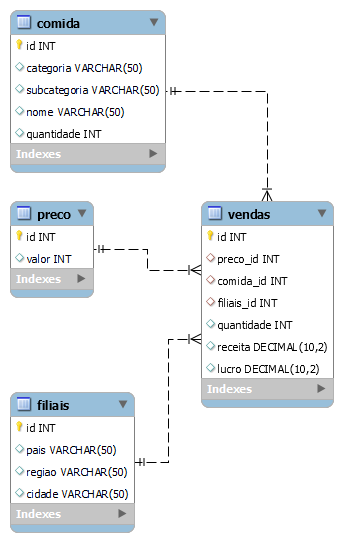 comida
id INT
categoria VARCHAR(50)
subcategoria VARCHAR(50)
nome VARCHAR(50)
quantidade INT
Indexes
preco
id INT
valor INT
Indexes
vendas
id INT
preco_id INT
comida_id INT
filiais_id INT
quantidade INT
receita DECIMAL(10,2)
lucro DECIMAL(10,2)
Indexes
filiais
id INT
pais VARCHAR(50)
regiao VARCHAR(50)
cidade VARCHAR(50)
Indexes